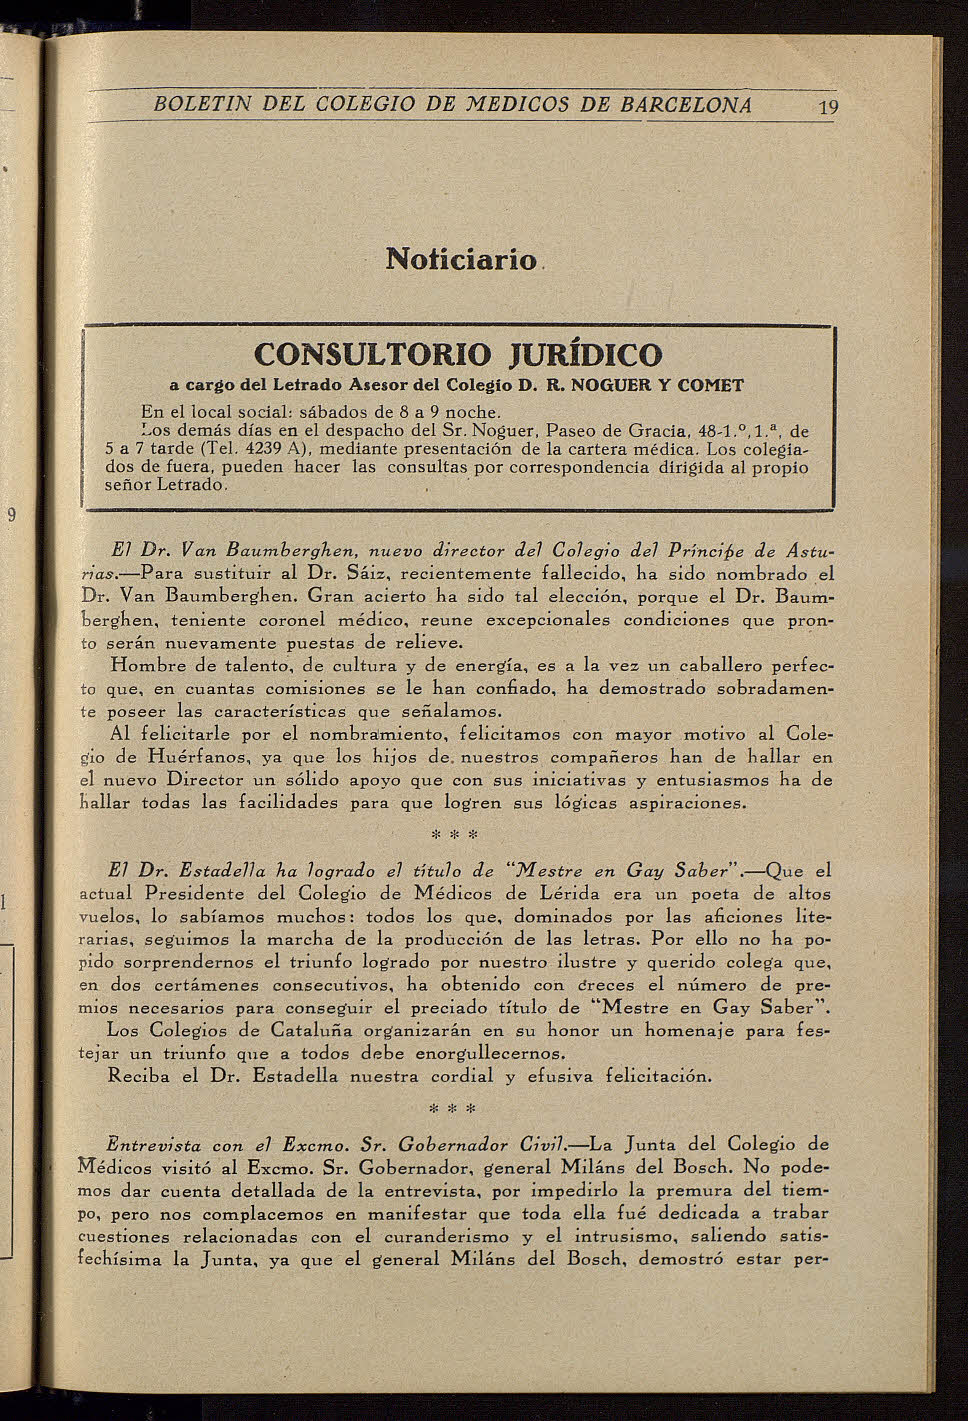 BOLETIN DEL COLEGIO DE MEDICOS DE BARCELONA 19
Noticiario
CONSULTORIO JURÍDICO
a cargo del Letrado Asesor del Colegio D. R. NOGUER Y COMET
En el local social: sábados de 8 a 9 noche.
Los demás días en el despacho del Sr. Noguer, Paseo de Gracia, 48-1.º, 1.ª, de
5 a 7 tarde (Tel. 4239 A), mediante presentación de la cartera médica. Los colegia-
dos de fuera, pueden hacer las consultas por correspondencia dirigida al propio
señor Letrado.
9
El Dr. Van Baumberghen, nuevo director del Colegio del Príncipe de Astu-
rias.—Para sustituir al Dr. Sáiz, recientemente fallecido, ha sido nombrado el
Dr. Van Baumberghen. Gran acierto ha sido tal elección, porque el Dr. Baum-
berghen, teniente coronel médico, reune excepcionales condiciones que pron-
to serán nuevamente puestas de relieve.
Hombre de talento, de cultura y de energía, es a la vez un caballero perfec-
to que, en cuantas comisiones se le han confiado, ha demostrado sobradamen-
te poseer las características que señalamos.
Al felicitarle por el nombramiento, felicitamos con mayor motivo al Cole-
gio de Huérfanos, ya que los hijos de nuestros compañeros han de hallar en
el nuevo Director un sólido apoyo que con sus iniciativas y entusiasmos ha de
hallar todas las facilidades para que logren sus lógicas aspiraciones.
* * *
El Dr. Estadella ha logrado el título de “Mestre en Gay Saber”.—Que el
actual Presidente del Colegio de Médicos de Lérida era un poeta de altos
vuelos, lo sabíamos muchos: todos los que, dominados por las aficiones lite-
rarias, seguimos la marcha de la producción de las letras. Por ello no ha po-
pido sorprendernos el triunfo logrado por nuestro ilustre y querido colega que,
en dos certámenes consecutivos, ha obtenido con creces el número de pre-
mios necesarios para conseguir el preciado título de “Mestre en Gay Saber”.
Los Colegios de Cataluña organizarán en su honor un homenaje para fes-
tejar un triunfo que a todos debe enorgullecernos.
Reciba el Dr. Estadella nuestra cordial y efusiva felicitación.
* * *
Entrevista con el Excmo. Sr. Gobernador Civil.—La Junta del Colegio de
Médicos visitó al Excmo. Sr. Gobernador, general Miláns del Bosch. No pode-
mos dar cuenta detallada de la entrevista, por impedirlo la premura del tiem-
po, pero nos complacemos en manifestar que toda ella fué dedicada a trabar
cuestiones relacionadas con el curanderismo y el intrusismo, saliendo satis-
fechísima la Junta, ya que el general Miláns del Bosch, demostró estar per-